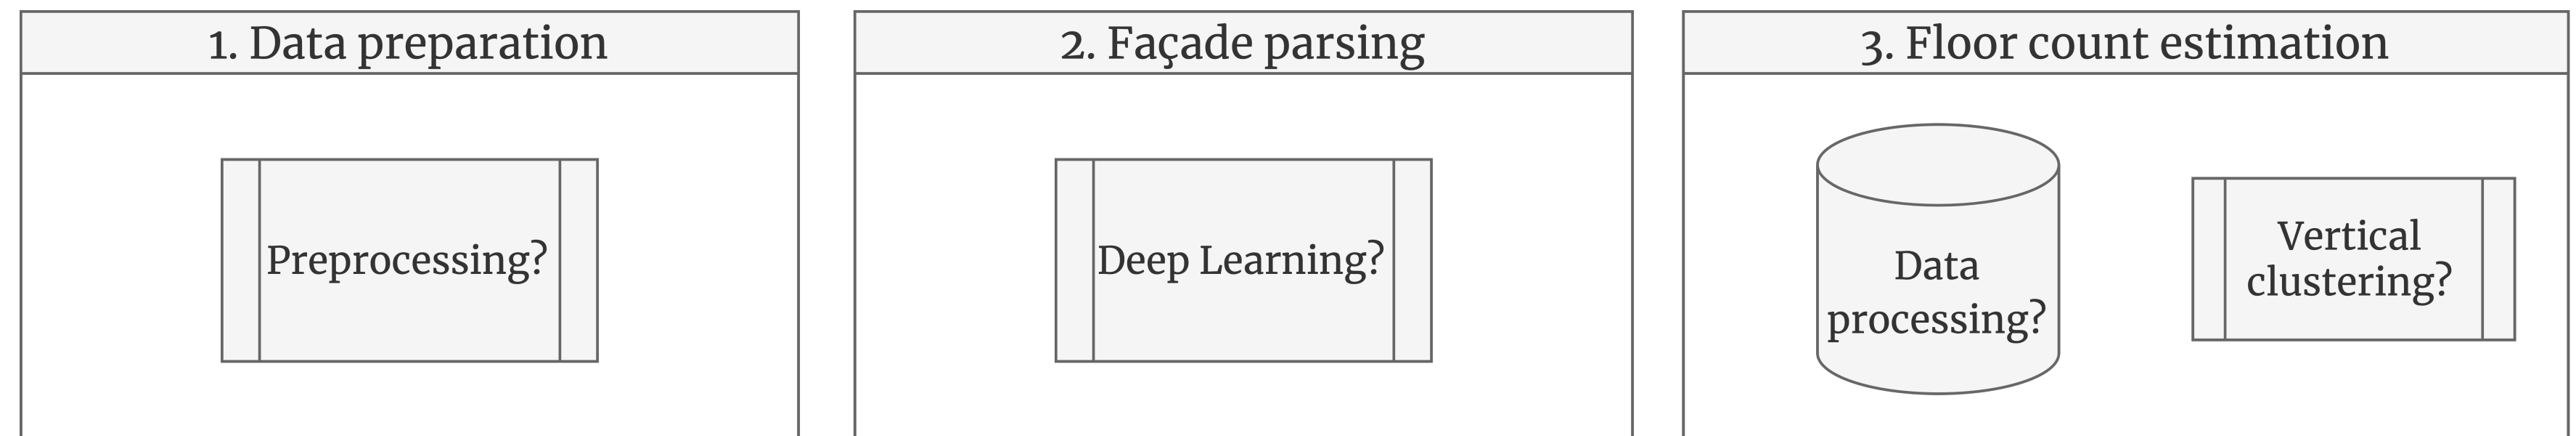 1. Data preparation
Preprocessing?
2. Façade parsing
Deep Learning?
3. Floor count estimation
Data
processing?
Vertical
clustering?